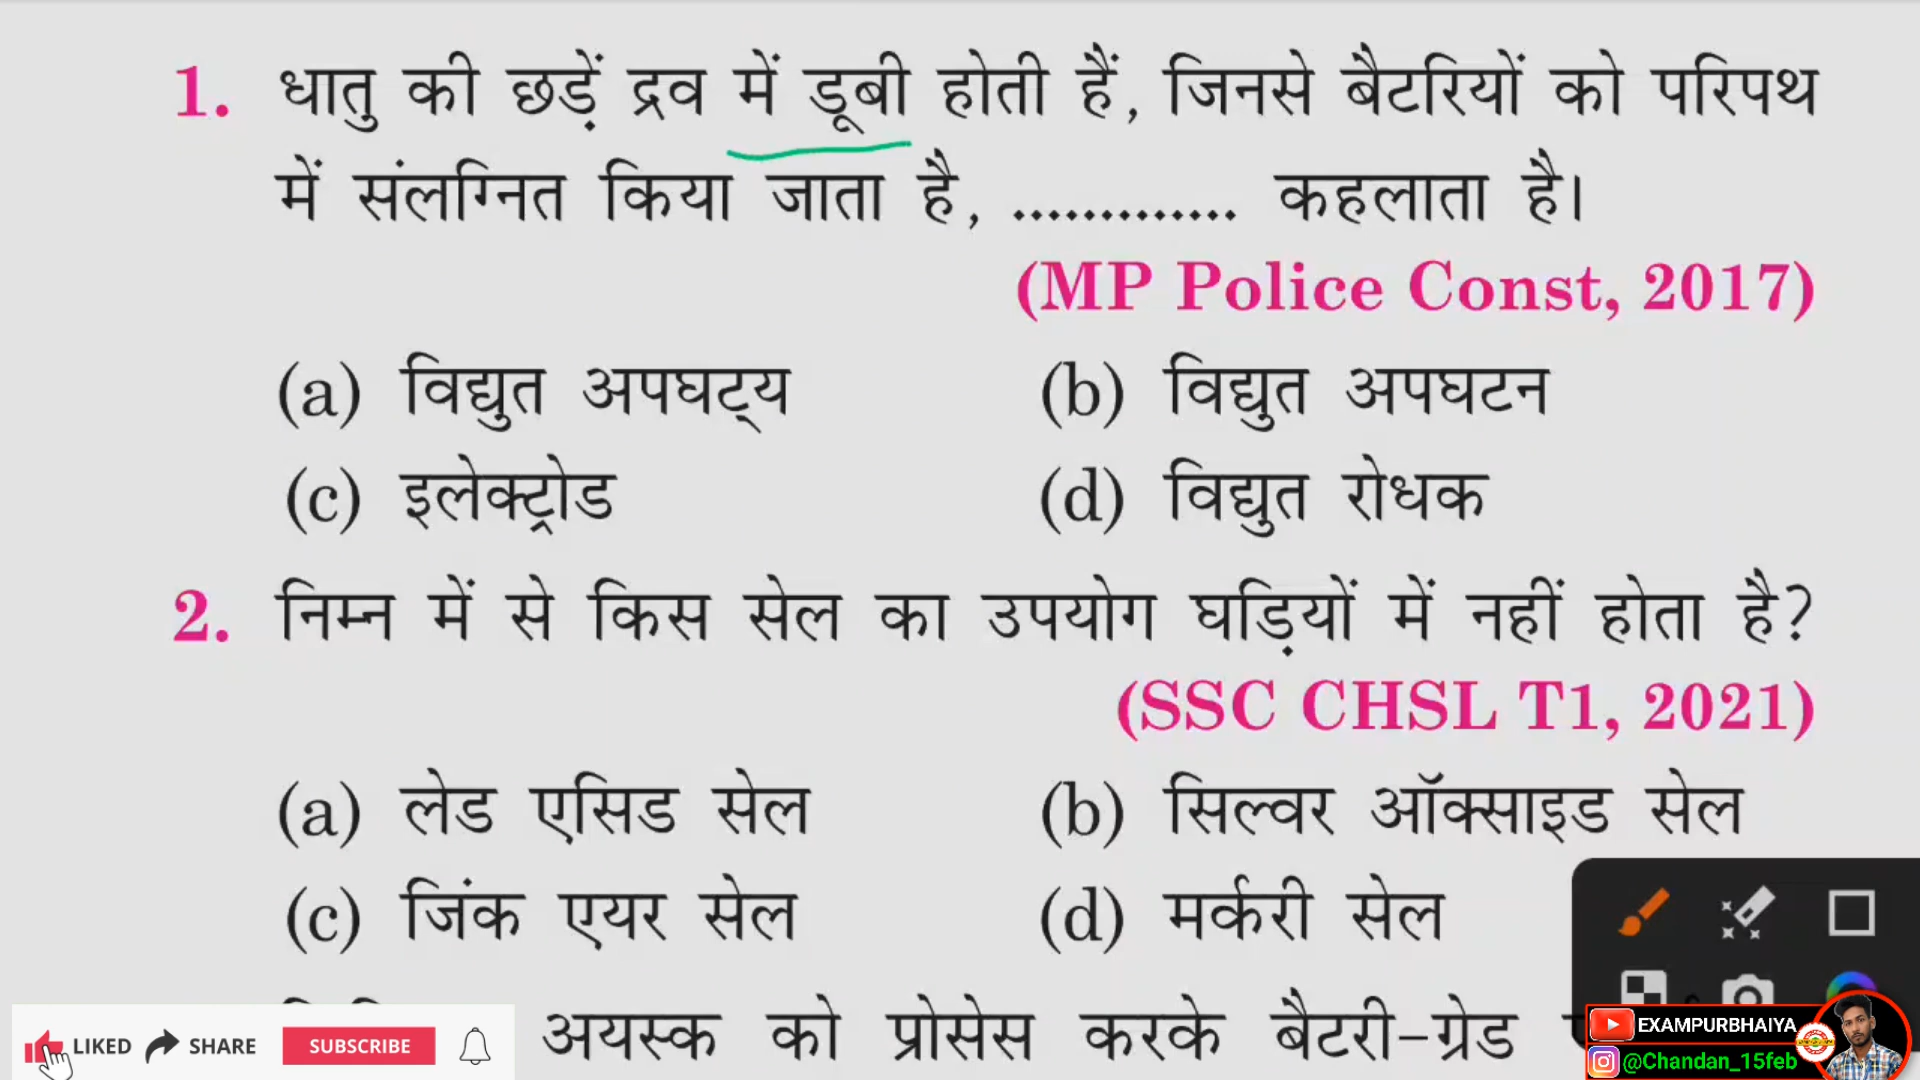 1. धातु की छड़ें द्रव में डूबी होती हैं, जिनसे बैटरियों को परिपथ
में संलग्नित किया जाता है, ............. कहलाता है।
(MP Police Const, 2017)
(a) विद्युत अपघट्य (b) विद्युत अपघटन
(c) इलेक्ट्रोड (d) विद्युत रोधक
2. निम्न में से किस सेल का उपयोग घड़ियों में नहीं होता है?
(SSC CHSL T1, 2021)
(a) लेड एसिड सेल (b) सिल्वर ऑक्साइड सेल
(c) जिंक एयर सेल (d) मर्करी सेल
अयस्क को प्रोसेस करके बैटरी-ग्रेड
LIKED SHARE SUBSCRIBE
EXAMPURBHAIYA
@Chandan_15feb